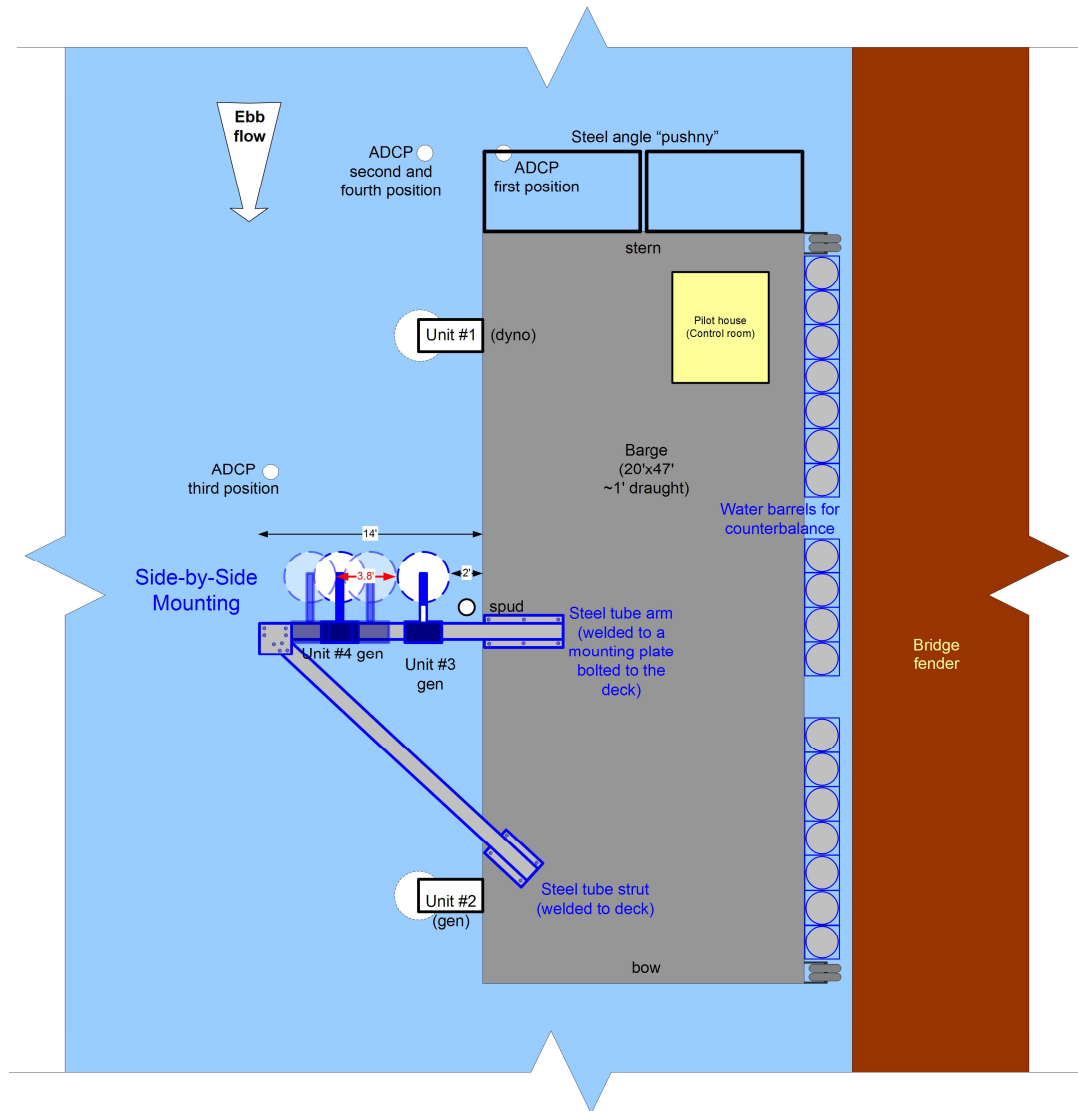 Ebb
flow
Steel angle “pushny”
ADCP
second and
fourth position
ADCP
first position
stern
Pilot house
(Control room)
Unit #1
(dyno)
Barge
(20'x47'
~1' draught)
ADCP
third position
Water barrels for
counterbalance
14'
Side-by-Side
Mounting
3.8'
2'
spud
Steel tube arm
(welded to a
mounting plate
bolted to the
deck)
Unit #4 gen
Unit #3
gen
Bridge
fender
Steel tube strut
(welded to deck)
Unit #2
(gen)
bow